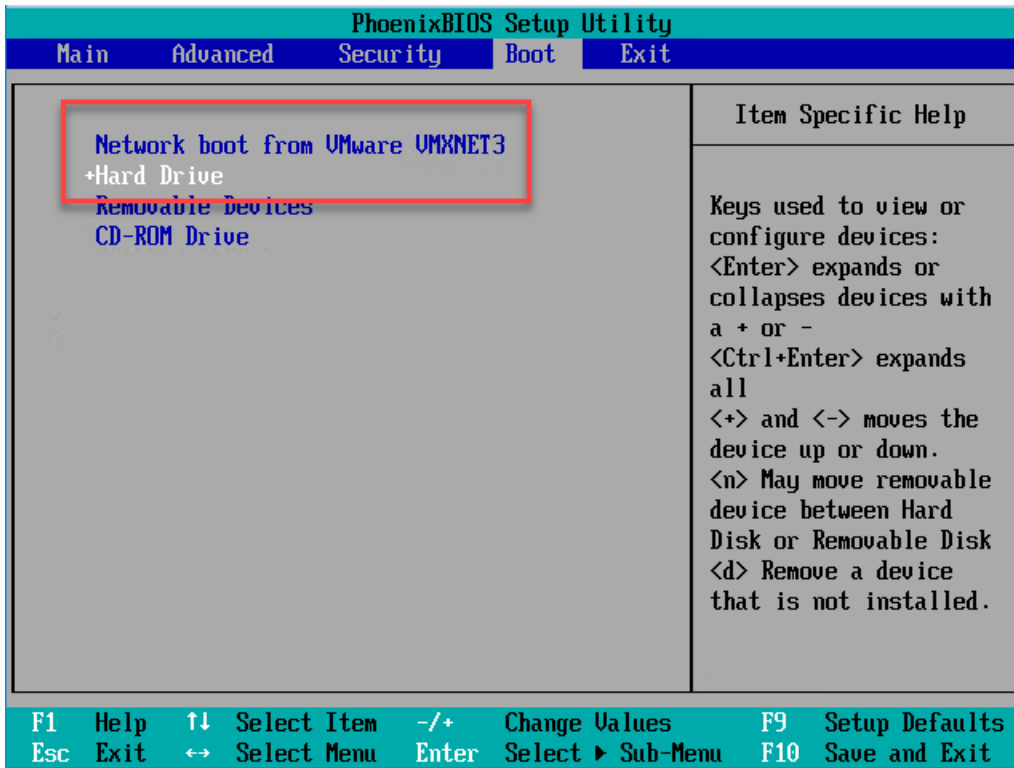 PhoenixBIOS Setup Utility
Main Advanced Security Boot Exit
Network boot from VMware VMXNET3
+Hard Drive
Removable Devices
CD-ROM Drive
Item Specific Help
Keys used to view or
configure devices:
<Enter> expands or
collapses devices with
a + or -
<Ctrl+Enter> expands
all
<+> and <-> moves the
device up or down.
<n> May move removable
device between Hard
Disk or Removable Disk
<d> Remove a device
that is not installed.
F1 Help ↑↓ Select Item -/+ Change Values F9 Setup Defaults
Esc Exit ↔ Select Menu Enter Select ▶ Sub-Menu F10 Save and Exit